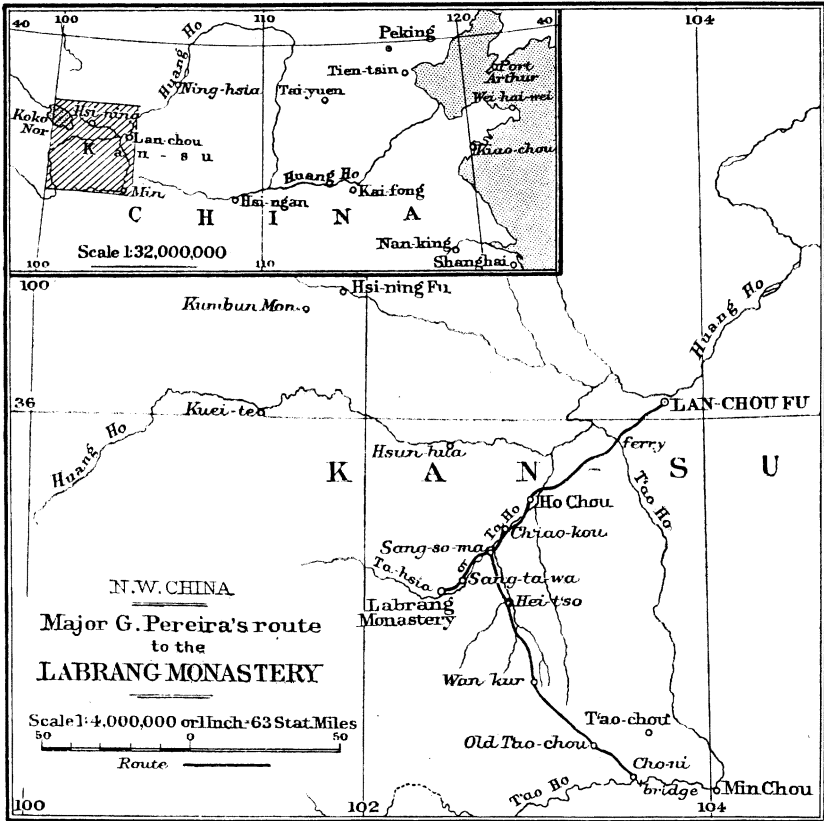 40 100 110 120 40
104
Peking
Huang Ho
Tien-tsin
Port
Arthur
Ning-hsia
Tai-yuen
Wei-hai-wei
Koko
Nor
Hsi-ning
Lan-chou
Kiao-chou
K a n - s u
Huang Ho
Min
Kai-fong
Hsi-ngan
C H I N A
Nan-king
Scale 1:32,000,000
Shanghai
100 110 120
100
Hsi-ning Fu
Kumbun Mon.
Huang Ho
36
Kuei-te
LAN-CHOU FU
Huang Ho
Hsun-hua
ferry
K A N - S U
Ho Chou
T'ao Ho
Ta Ho
Chiao-kou
Sang-so-ma
or
Ta-hsia
Sang-ta-wa
N.W. CHINA
Labrang
Monastery
Hei-t'so
Major G. Pereira's route
to the
LABRANG MONASTERY
Wan kur
Scale 1:4,000,000 or 1 Inch = 63 Stat. Miles
50 0 50
Route
T'ao-chou
Old T'ao-chou
Cho-ni
T'ao Ho
bridge
Min Chou
100 102 104